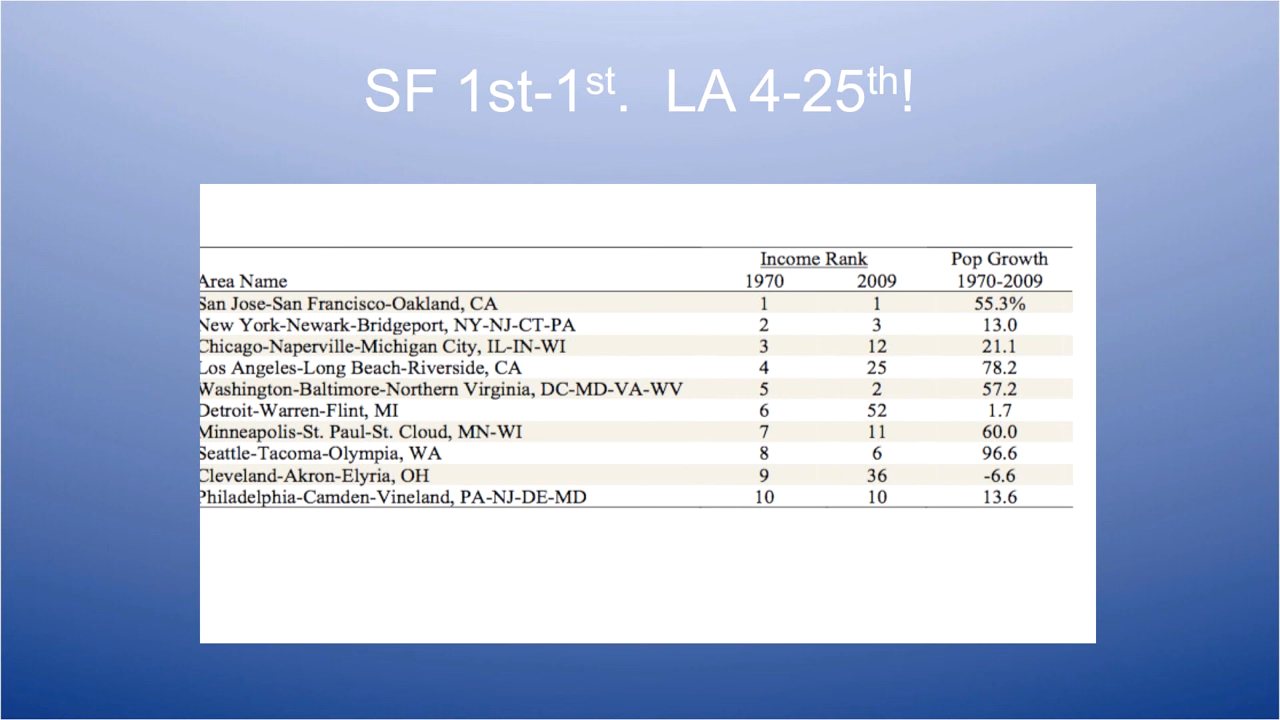 SF 1st-1st. LA 4-25th!
Income Rank Pop Growth
Area Name 1970 2009 1970-2009
San Jose-San Francisco-Oakland, CA 1 1 55.3%
New York-Newark-Bridgeport, NY-NJ-CT-PA 2 3 13.0
Chicago-Naperville-Michigan City, IL-IN-WI 3 12 21.1
Los Angeles-Long Beach-Riverside, CA 4 25 78.2
Washington-Baltimore-Northern Virginia, DC-MD-VA-WV 5 2 57.2
Detroit-Warren-Flint, MI 6 52 1.7
Minneapolis-St. Paul-St. Cloud, MN-WI 7 11 60.0
Seattle-Tacoma-Olympia, WA 8 6 96.6
Cleveland-Akron-Elyria, OH 9 36 -6.6
Philadelphia-Camden-Vineland, PA-NJ-DE-MD 10 10 13.6